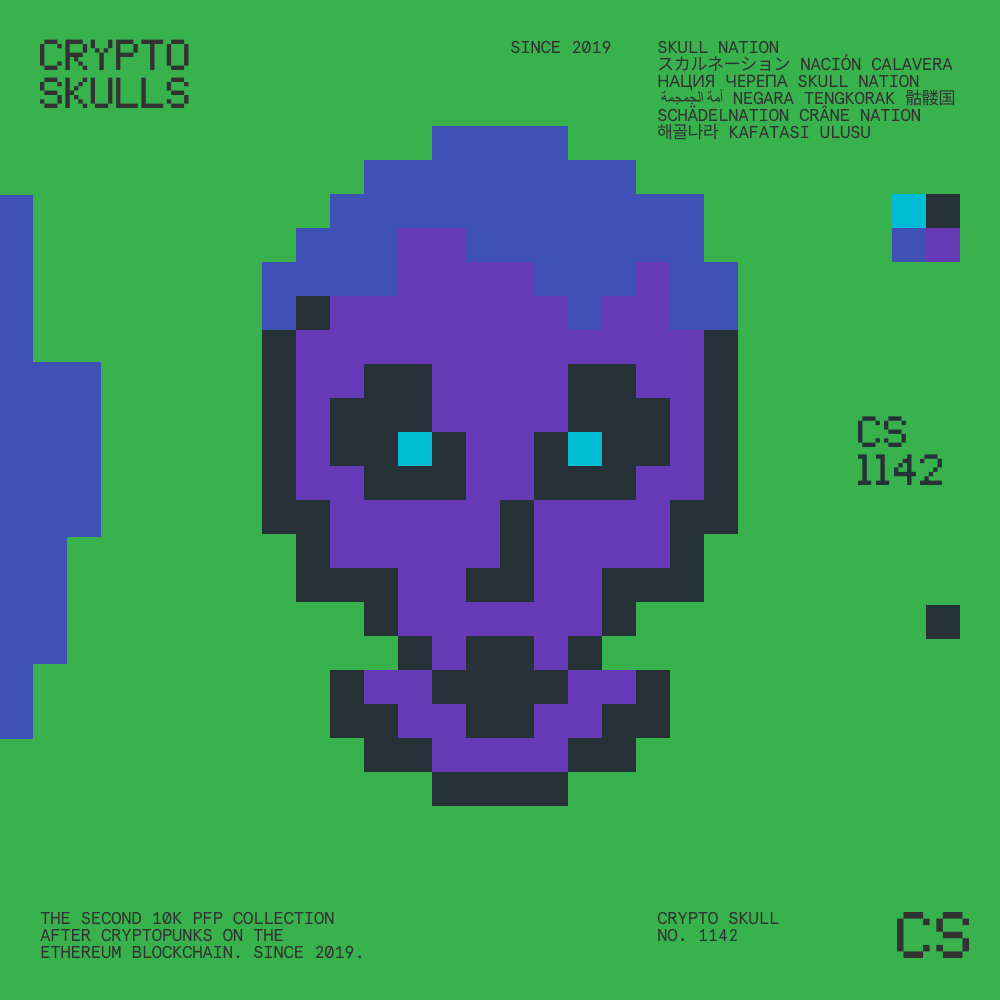 CRYPTO
SKULLS
SINCE 2019
SKULL NATION
スカルネーション NACIÓN CALAVERA
НАЦИЯ ЧЕРЕПА SKULL NATION
أمة الجمجمة NEGARA TENGKORAK 骷髅国
SCHÄDELNATION CRÂNE NATION
해골나라 KAFATASI ULUSU
CS
1142
THE SECOND 10K PFP COLLECTION
AFTER CRYPTOPUNKS ON THE
ETHEREUM BLOCKCHAIN. SINCE 2019.
CRYPTO SKULL
NO. 1142
CS